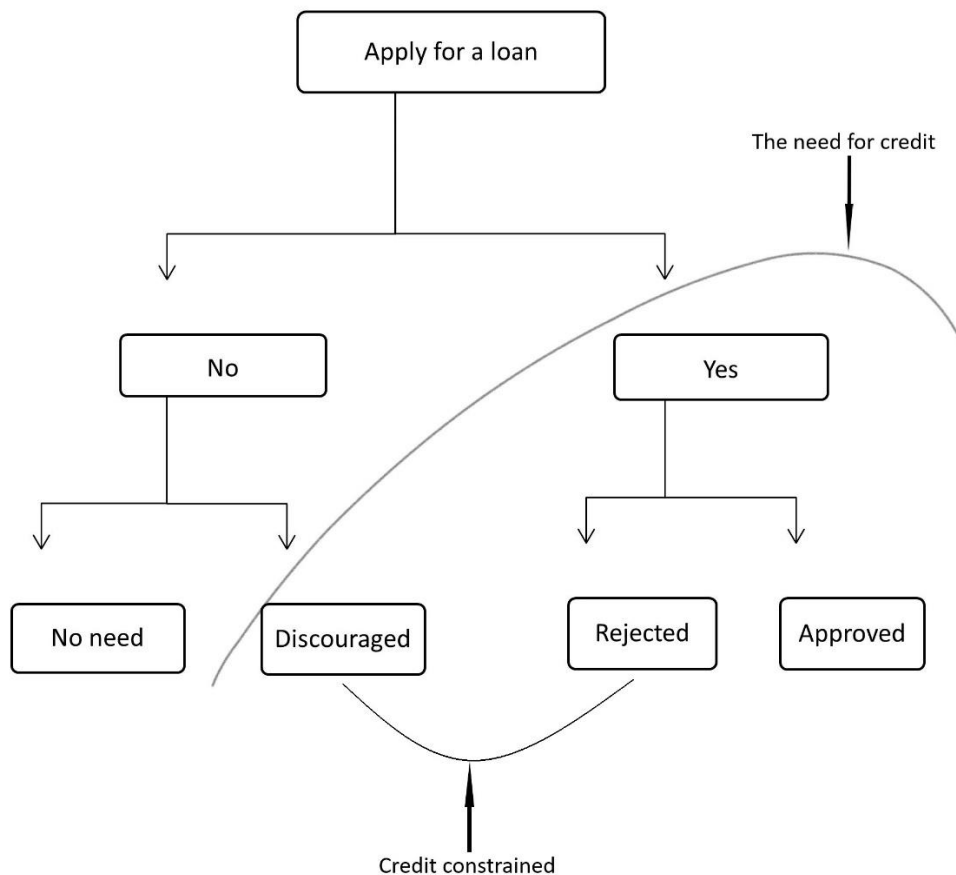 Apply for a loan
The need for credit
No
Yes
No need
Discouraged
Rejected
Approved
Credit constrained